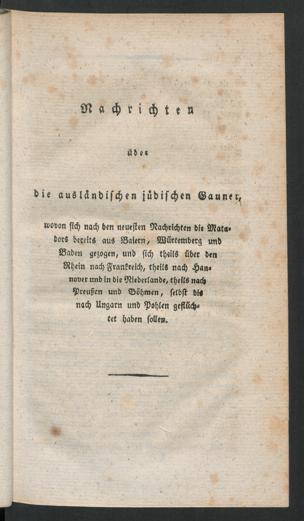 Nachrichten
über
die ausländischen jüdischen Gauner,
wovon sich nach den neuesten Nachrichten die Mata-
dors bereits aus Baiern, Würtemberg und
Baden gezogen, und sich theils über den
Rhein nach Frankreich, theils nach Han-
nover und in die Niederlande, theils nach
Preußen und Böhmen, selbst bis
nach Ungarn und Pohlen geflüch-
tet haben sollen.